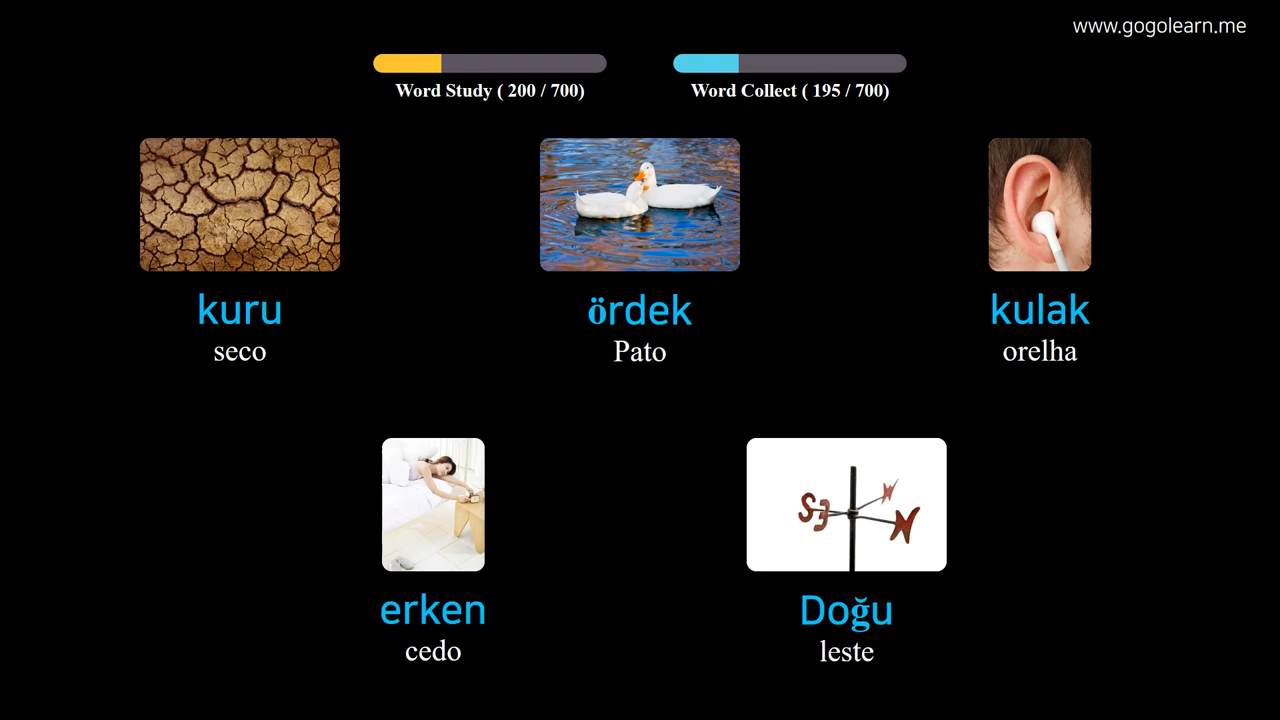 www.gogolearn.me
Word Study ( 200 / 700)
Word Collect ( 195 / 700)
kuru
seco
ördek
Pato
kulak
orelha
erken
cedo
S E N N
Doğu
leste